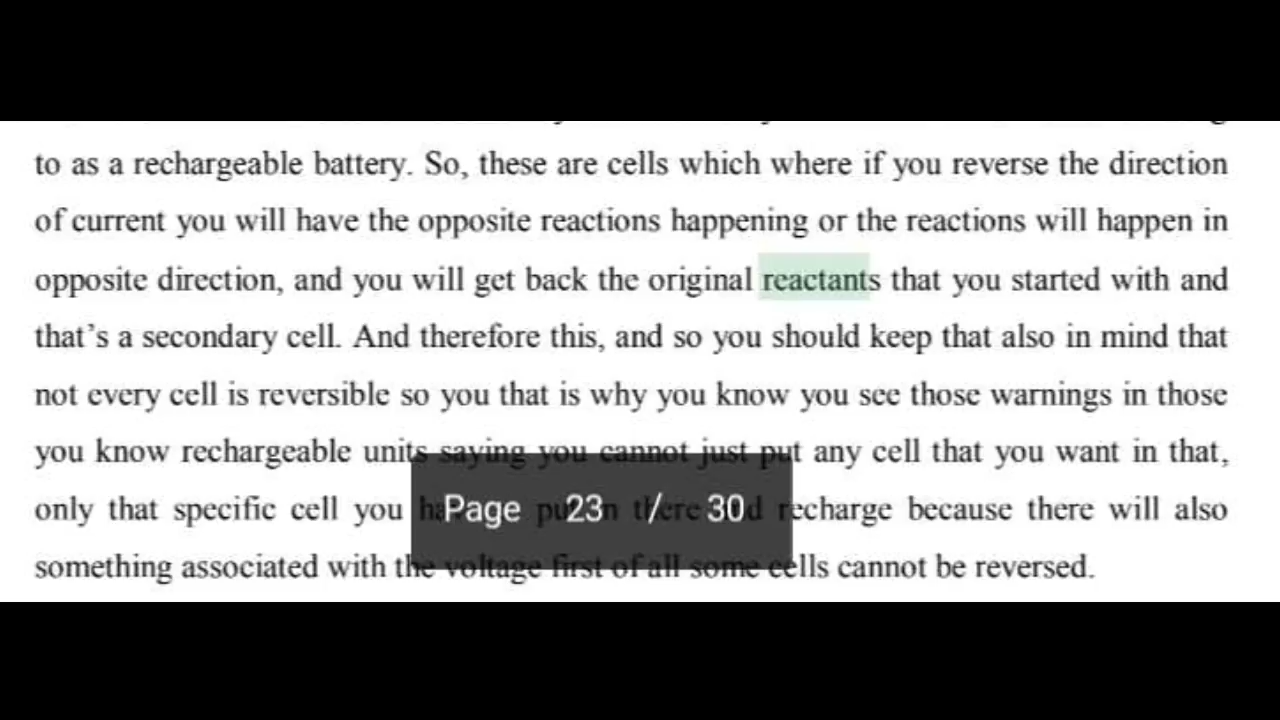 to as a rechargeable battery. So, these are cells which where if you reverse the direction
of current you will have the opposite reactions happening or the reactions will happen in
opposite direction, and you will get back the original reactants that you started with and
that's a secondary cell. And therefore this, and so you should keep that also in mind that
not every cell is reversible so you that is why you know you see those warnings in those
you know rechargeable units saying you cannot just put any cell that you want in that,
only that specific cell you recharge because there will also
Page 23 / 30
something associated with the voltage first of all some cells cannot be reversed.